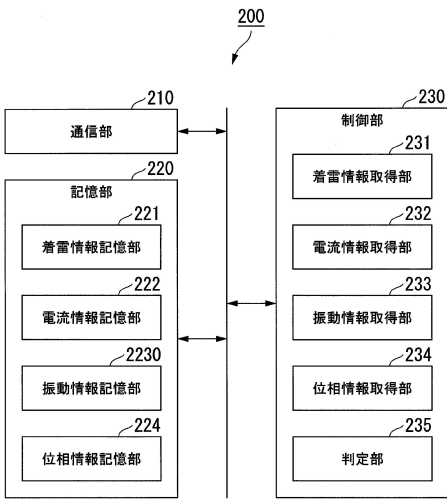 200
210
通信部
220
記憶部
221
着雷情報記憶部
222
電流情報記憶部
2230
振動情報記憶部
224
位相情報記憶部
230
制御部
231
着雷情報取得部
232
電流情報取得部
233
振動情報取得部
234
位相情報取得部
235
判定部